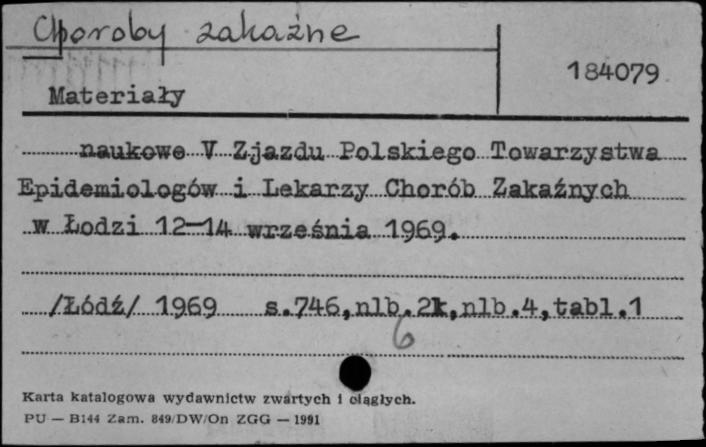 Choroby zakaźne
184079
Materiały
naukowe V Zjazdu Polskiego Towarzystwa
Epidemiologów i Lekarzy Chorób Zakaźnych
w Łodzi 12-14 września 1969.
/Łódź/ 1969 s.746,nlb.2k,nlb.4,tabl.1
6
Karta katalogowa wydawnictw zwartych i ciągłych.
PU — B144 Zam. 849/DW/On ZGG — 1991